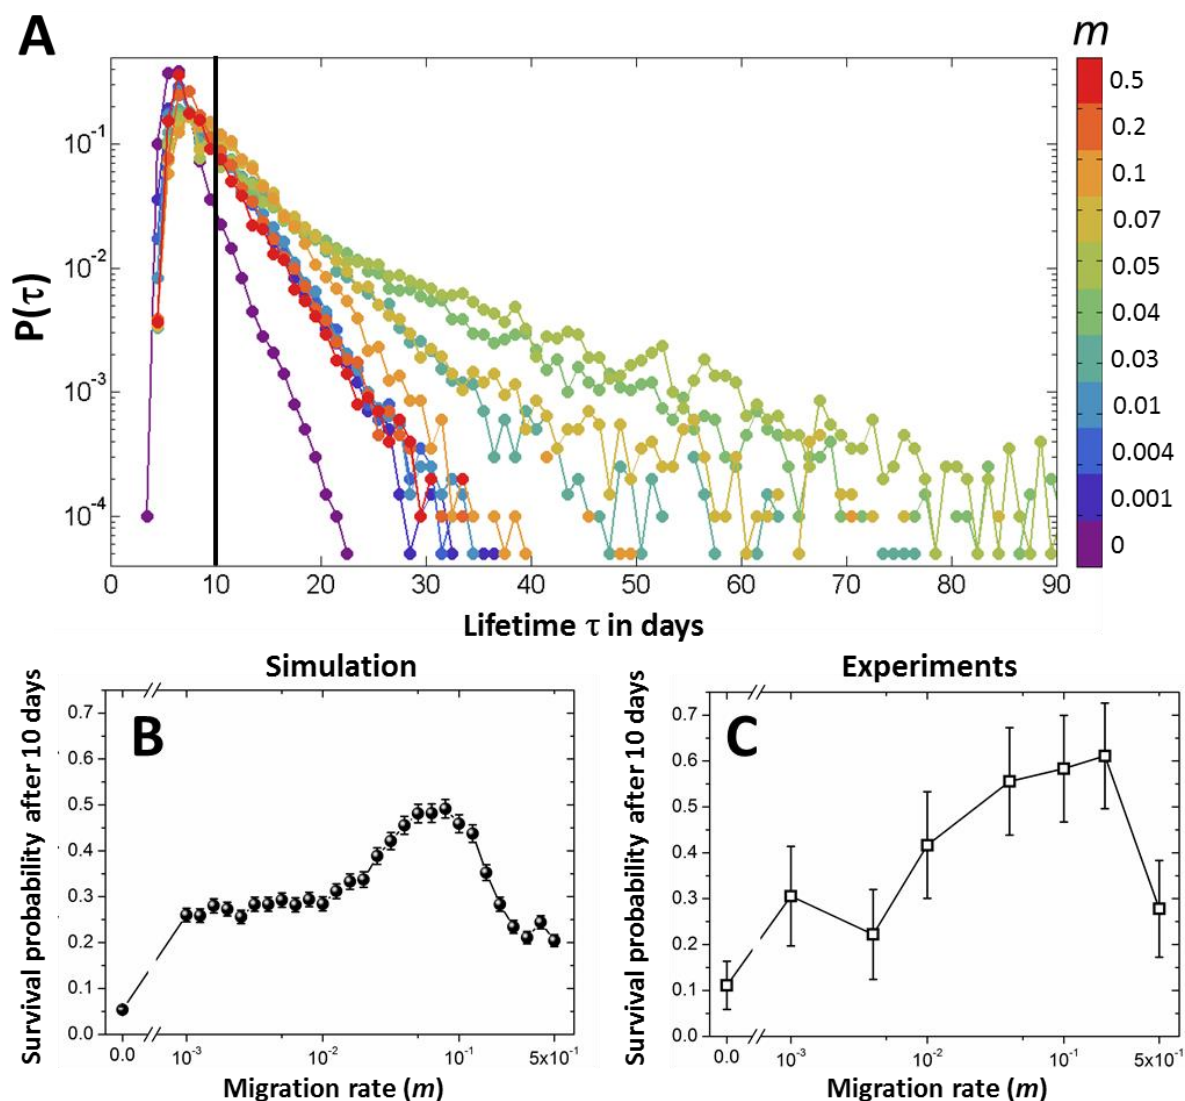 A
m
P(τ)
10⁻¹
10⁻²
10⁻³
10⁻⁴
0 10 20 30 40 50 60 70 80 90
Lifetime τ in days
0.5
0.2
0.1
0.07
0.05
0.04
0.03
0.01
0.004
0.001
0
Simulation
B
Survival probability after 10 days
0.7
0.6
0.5
0.4
0.3
0.2
0.1
0.0
0.0 10⁻³ 10⁻² 10⁻¹ 5x10⁻¹
Migration rate (m)
Experiments
C
Survival probability after 10 days
0.7
0.6
0.5
0.4
0.3
0.2
0.1
0.0
0.0 10⁻³ 10⁻² 10⁻¹ 5x10⁻¹
Migration rate (m)